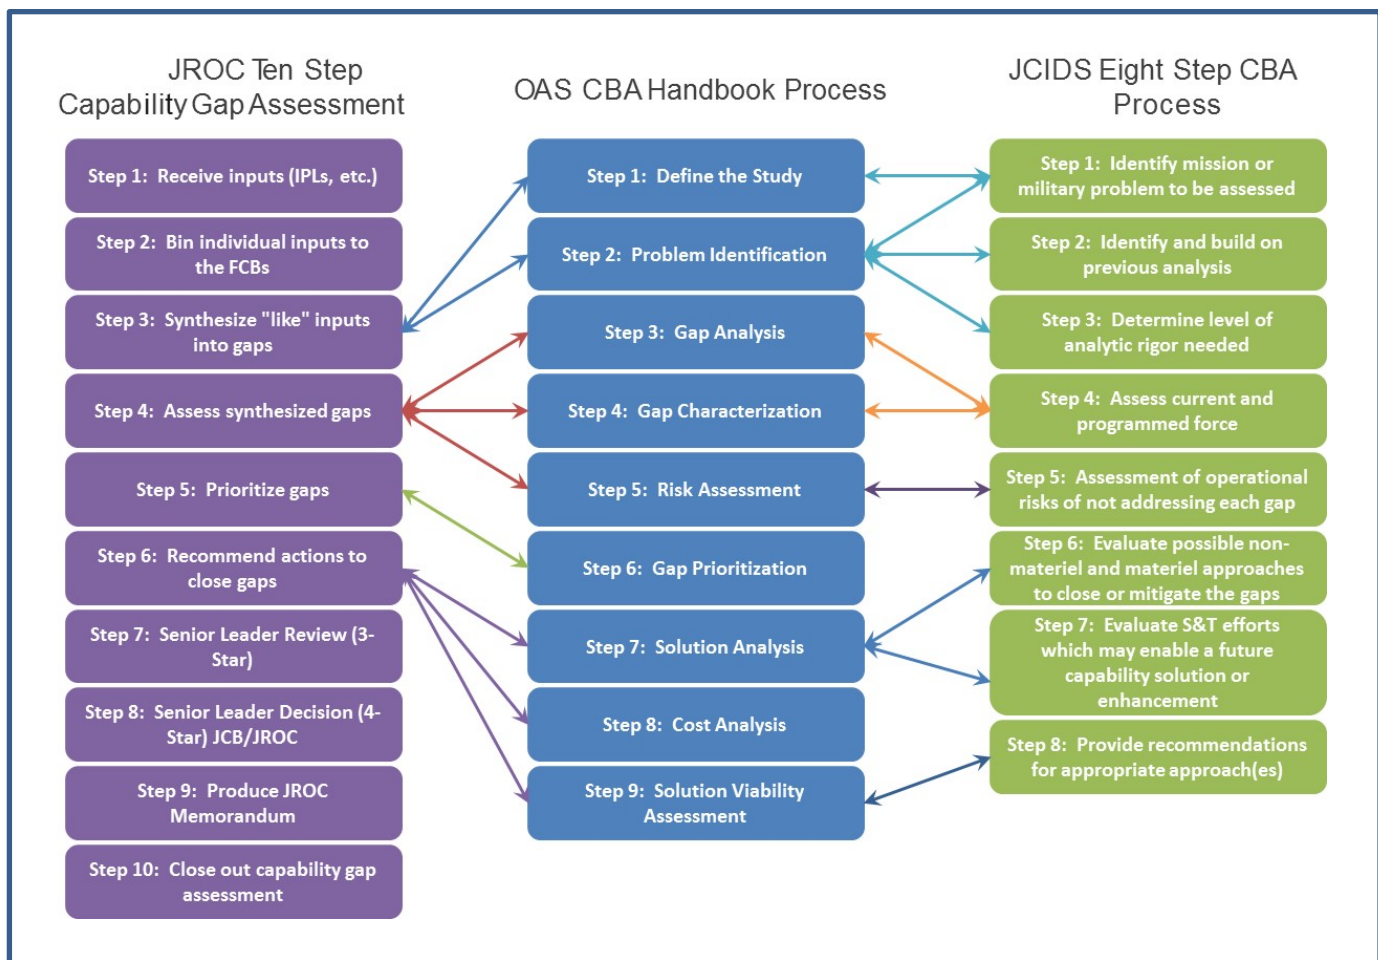 JROC Ten Step
Capability Gap Assessment
Step 1:  Receive inputs (IPLs, etc.)
Step 2:  Bin individual inputs to
the FCBs
Step 3:  Synthesize "like" inputs
into gaps
Step 4:  Assess synthesized gaps
Step 5:  Prioritize gaps
Step 6:  Recommend actions to
close gaps
Step 7:  Senior Leader Review (3-
Star)
Step 8:  Senior Leader Decision (4-
Star) JCB/JROC
Step 9:  Produce JROC
Memorandum
Step 10:  Close out capability gap
assessment
OAS CBA Handbook Process
Step 1:  Define the Study
Step 2:  Problem Identification
Step 3:  Gap Analysis
Step 4:  Gap Characterization
Step 5:  Risk Assessment
Step 6:  Gap Prioritization
Step 7:  Solution Analysis
Step 8:  Cost Analysis
Step 9:  Solution Viability
Assessment
JCIDS Eight Step CBA
Process
Step 1:  Identify mission or
military problem to be assessed
Step 2:  Identify and build on
previous analysis
Step 3:  Determine level of
analytic rigor needed
Step 4:  Assess current and
programmed force
Step 5:  Assessment of operational
risks of not addressing each gap
Step 6:  Evaluate possible non-
materiel and materiel approaches
to close or mitigate the gaps
Step 7:  Evaluate S&T efforts
which may enable a future
capability solution or
enhancement
Step 8:  Provide recommendations
for appropriate approach(es)